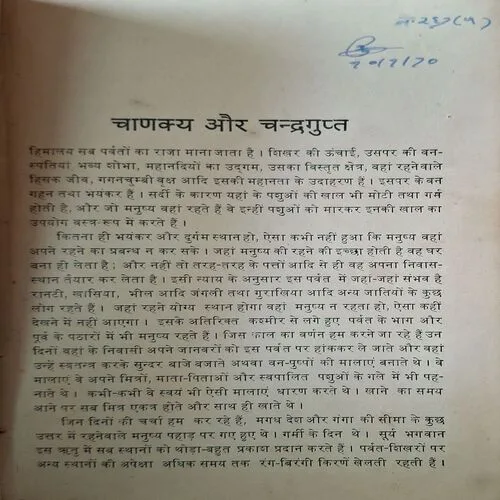 चाणक्य और चन्द्रगुप्त
हिमालय सब पर्वतों का राजा माना जाता है । शिखर की ऊंचाई, उसपर की वन-
स्पतियां, भव्य शोभा, महानदियों का उद्गम, उसका विस्तृत क्षेत्र, वहां रहनेवाले
हिंसक जीव, गगनचुम्बी वृक्ष आदि इसकी महानता के उदाहरण हैं । इसपर के वन
गहन तथा भयंकर हैं । सर्दी के कारण यहां के पशुओं की खाल भी मोटी तथा गर्म
होती है, और जो मनुष्य वहां रहते हैं वे इन्हीं पशुओं को मारकर इनकी खाल का
उपयोग वस्त्र-रूप में करते हैं ।
कितना ही भयंकर और दुर्गम स्थान हो, ऐसा कभी नहीं हुआ कि मनुष्य वहां
अपने रहने का प्रबन्ध न कर सके । जहां मनुष्य की रहने की इच्छा होती है वह घर
बना ही लेता है ; और नहीं तो तरह-तरह के पत्तों आदि से ही वह अपना निवास-
स्थान तैयार कर लेता है । इसी न्याय के अनुसार इस पर्वत में जहां-जहां संभव है
रानटी, खासिया, भील आदि जंगली तथा गुरालिया आदि अन्य जातियों के कुछ
लोग रहते हैं । जहां रहने योग्य स्थान होगा वहां मनुष्य न रहता हो, ऐसा कहीं
देखने में नहीं आएगा । इसके अतिरिक्त कश्मीर से लगे हुए पर्वत के भाग और
पूर्व के पठारों में भी मनुष्य रहते हैं । जिस काल का वर्णन हम करने जा रहे हैं उन
दिनों वहां के निवासी अपने जानवरों को इस पर्वत पर हांककर ले जाते और वहां
उन्हें स्वतन्त्र करके सुन्दर बाजे बजाते अथवा वन-पुष्पों की मालाएं बनाते थे । वे
मालाएं वे अपने मित्रों, माता-पिताओं और स्वपालित पशुओं के गले में भी पह-
नाते थे । कभी-कभी वे स्वयं भी ऐसी मालाएं धारण करते थे । खाने का समय
आने पर सब मित्र एकत्र होते और साथ ही खाते थे ।
जिन दिनों की चर्चा हम कर रहे हैं, मगध देश और गंगा की सीमा के कुछ
उत्तर में रहनेवाले मनुष्य पहाड़ पर गए हुए थे । गर्मी के दिन थे । सूर्य भगवान
इस ऋतु में सब स्थानों को थोड़ा-बहुत प्रकाश प्रदान करते हैं । पर्वत-शिखरों पर
अन्य स्थानों की अपेक्षा अधिक समय तक रंग-बिरंगी किरणें खेलती रहती हैं ।